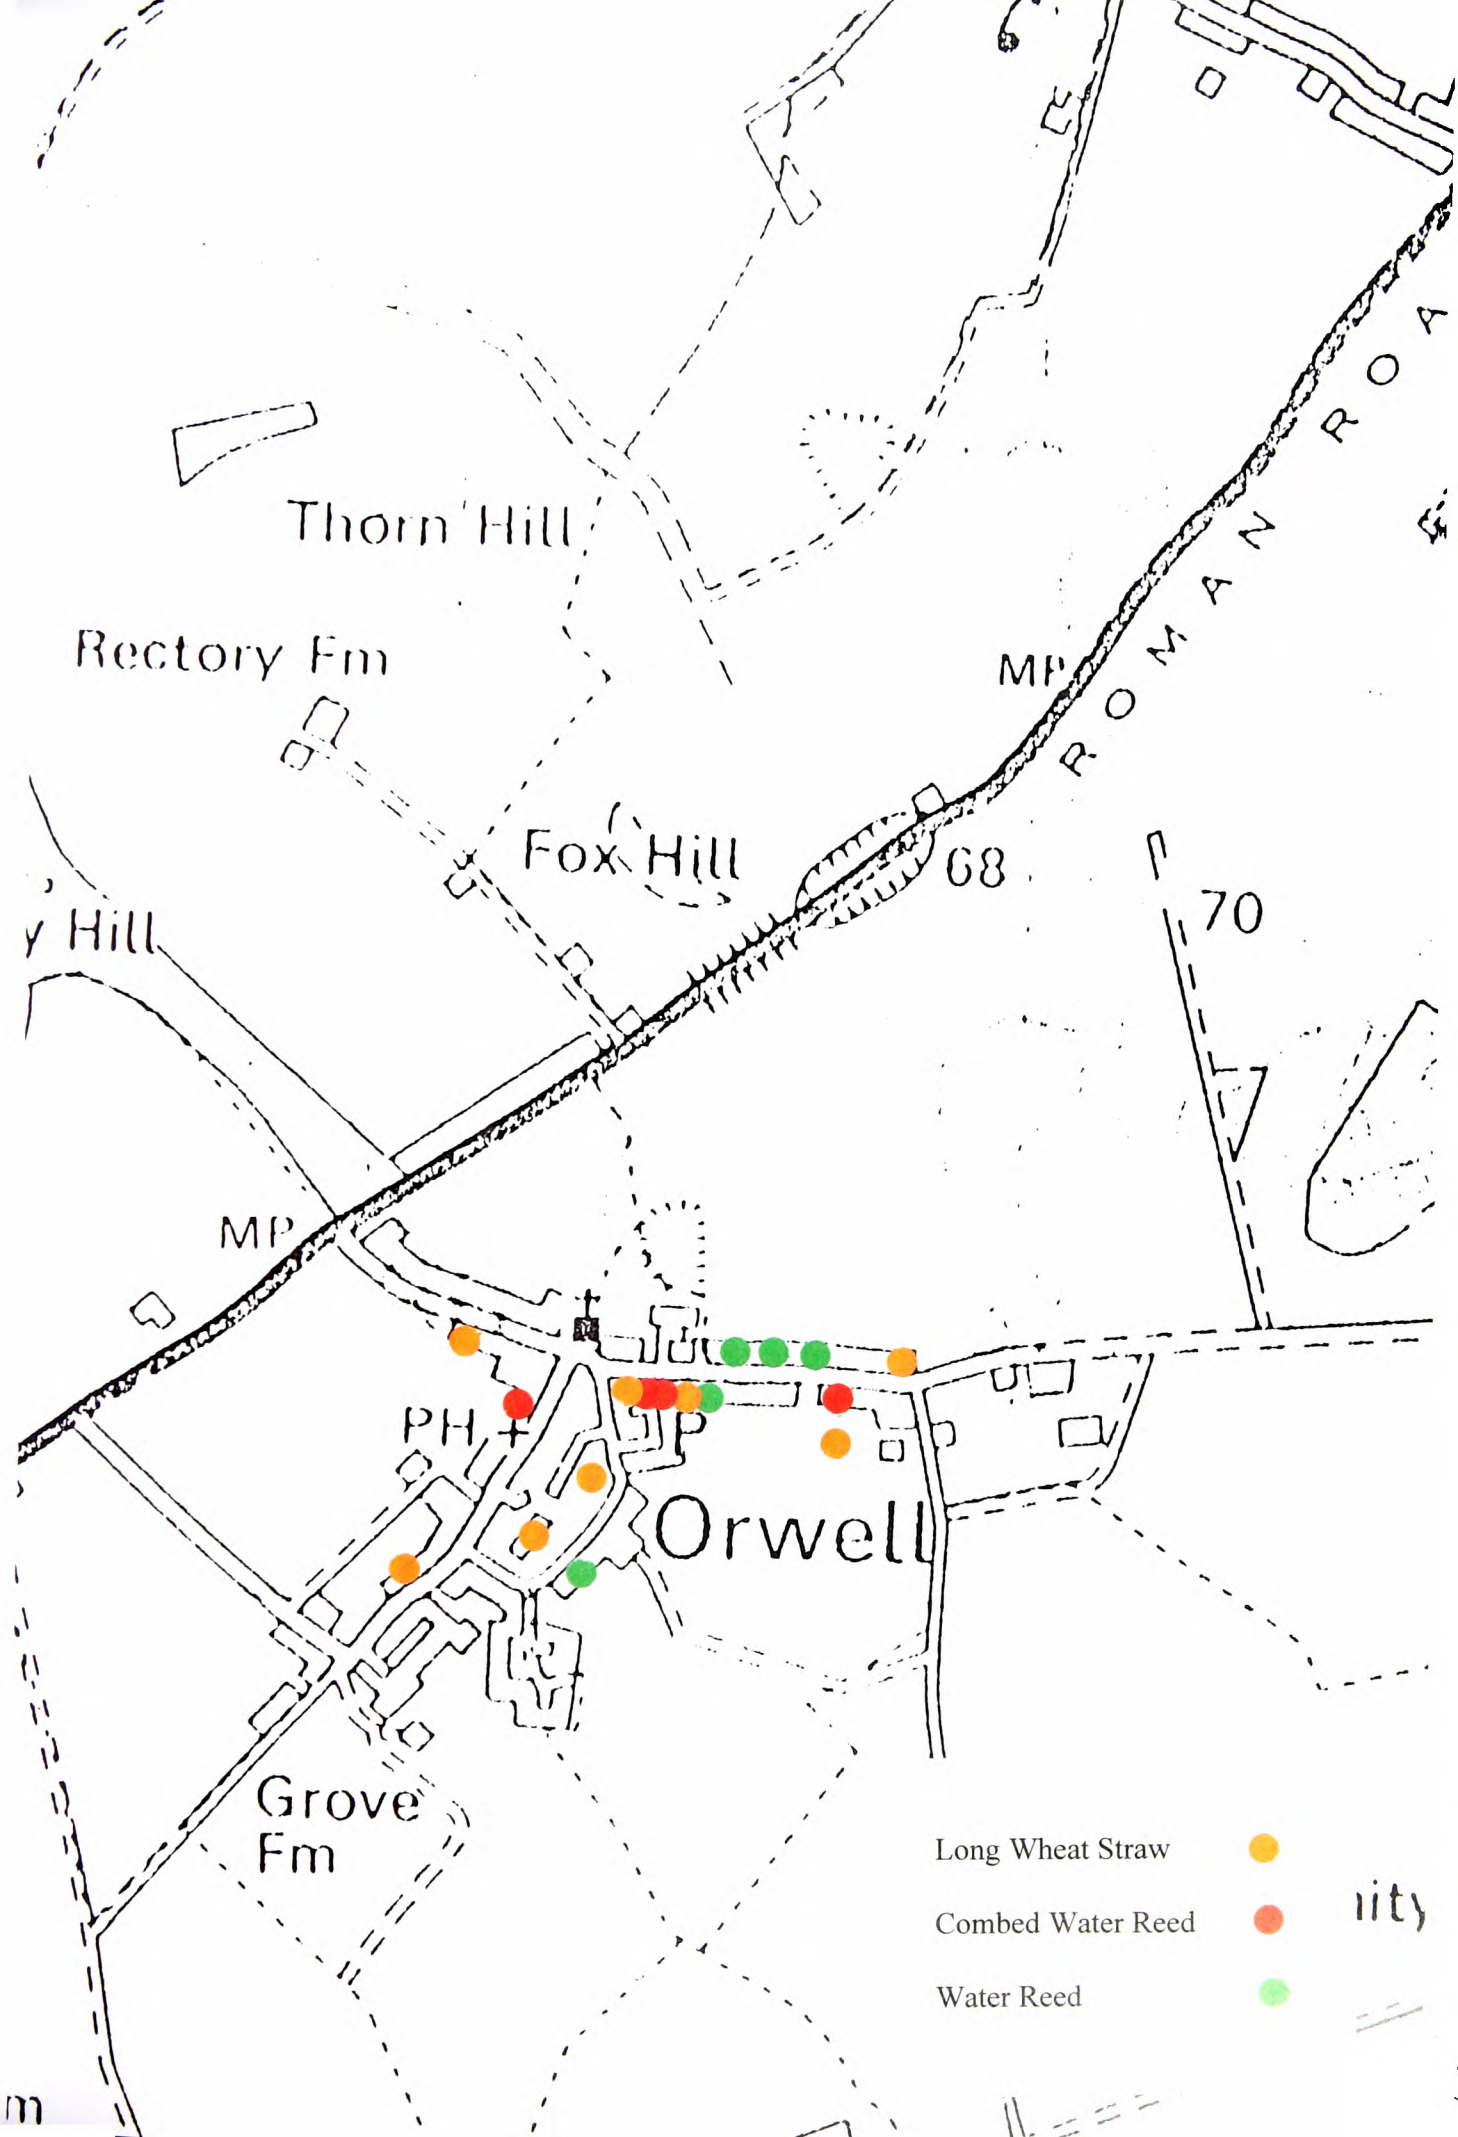 ROMAN ROA
Thorn Hill
Rectory Fm
MP
Fox Hill
68
70
y Hill
MP
PH
P
Orwell
Grove
Fm
Long Wheat Straw
Combed Water Reed
Water Reed
m